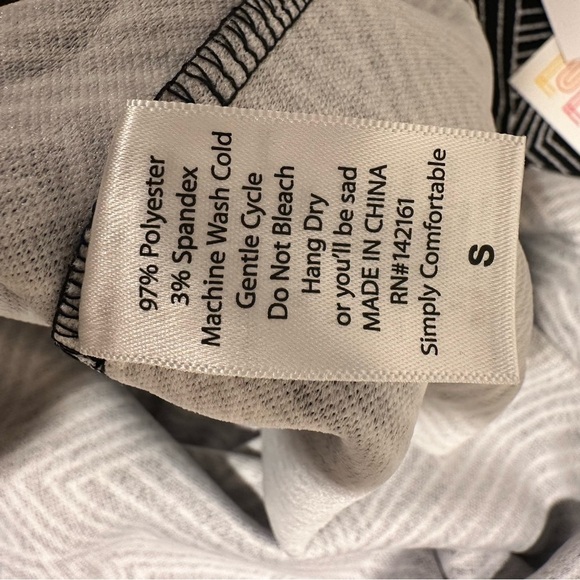 97% Polyester
3% Spandex
Machine Wash Cold
Gentle Cycle
Do Not Bleach
Hang Dry
or you'll be sad
MADE IN CHINA
RN#142161
Simply Comfortable
S